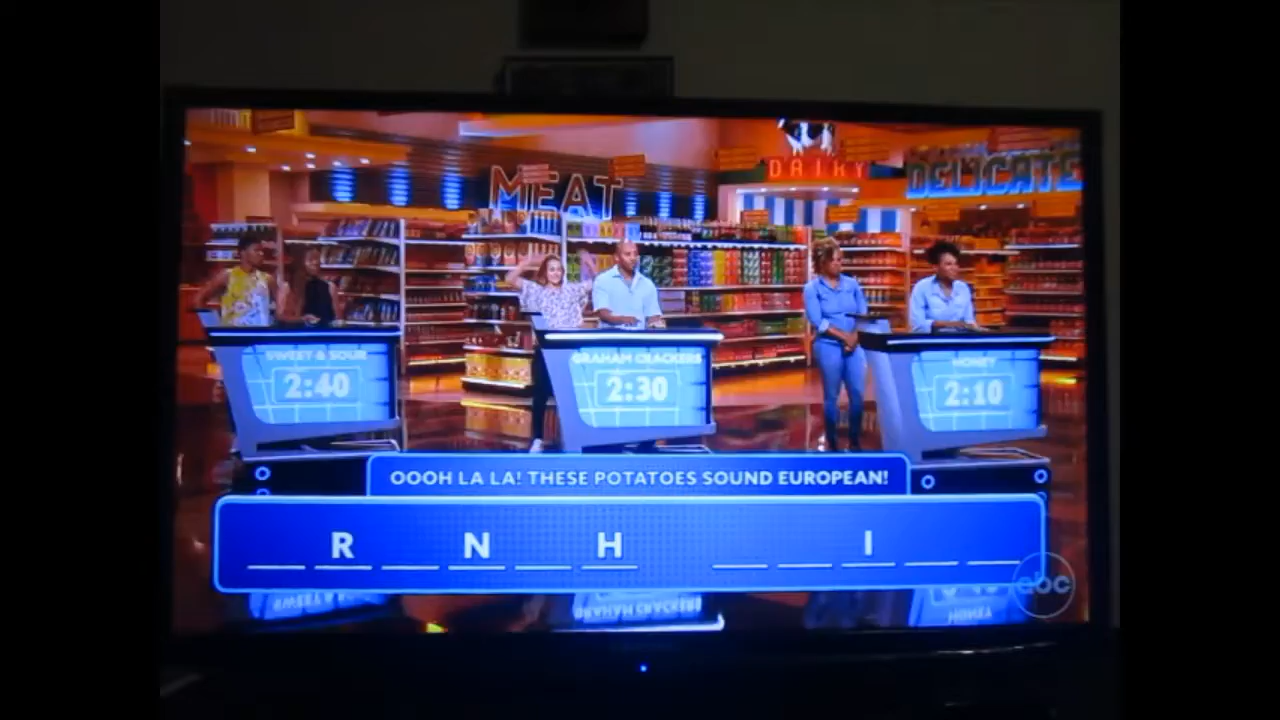 MEAT
DAIRY
DELICATE
SWEET & SOUR
GRAHAM CRACKERS
HONEY
2:40
2:30
2:10
OOOH LA LA! THESE POTATOES SOUND EUROPEAN!
R N H I
abc